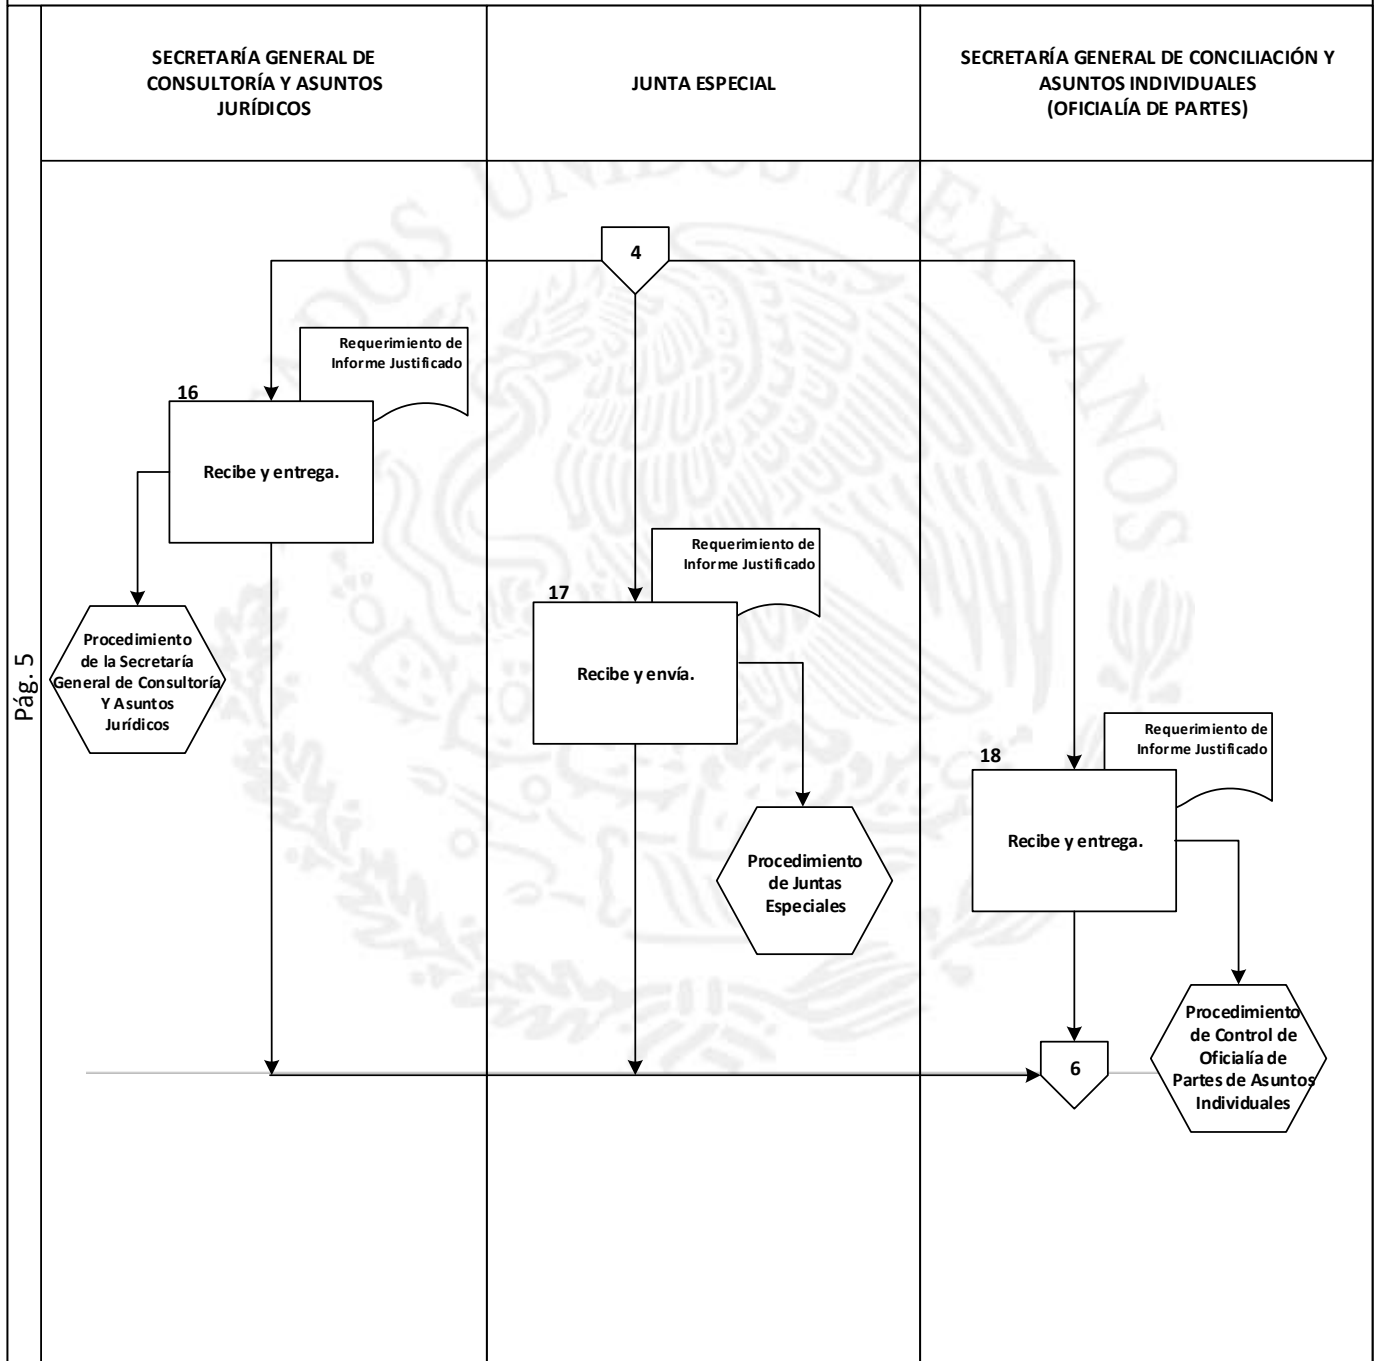 SECRETARÍA GENERAL DE
CONSULTORÍA Y ASUNTOS
JURÍDICOS
JUNTA ESPECIAL
SECRETARÍA GENERAL DE CONCILIACIÓN Y
ASUNTOS INDIVIDUALES
(OFICIALÍA DE PARTES)
Pág. 5
4
Requerimiento de
Informe Justificado
16
Recibe y entrega.
Procedimiento
de la Secretaría
General de Consultoría
Y Asuntos
Jurídicos
Requerimiento de
Informe Justificado
17
Recibe y envía.
Procedimiento
de Juntas
Especiales
Requerimiento de
Informe Justificado
18
Recibe y entrega.
Procedimiento
de Control de
Oficialía de
Partes de Asuntos
Individuales
6
ADOS UNIDOS MEXICANOS